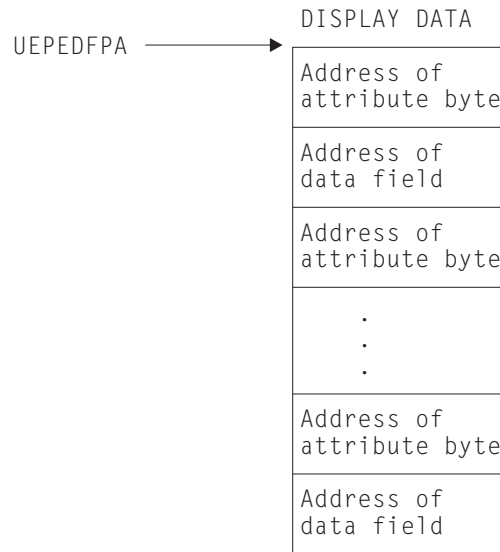 DISPLAY DATA
UEPEDFPA
Address of
attribute byte
Address of
data field
Address of
attribute byte
.
.
.
Address of
attribute byte
Address of
data field